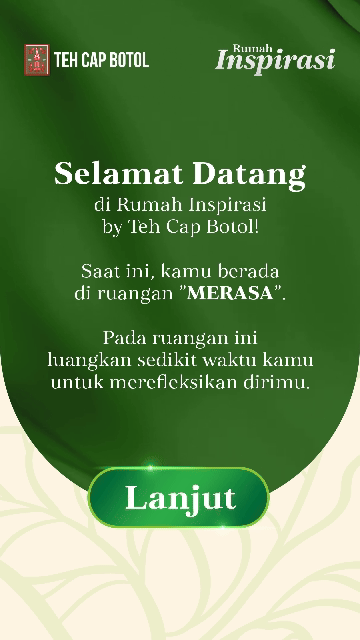 TEH CAP BOTOL
Rumah
Inspirasi
Selamat Datang
di Rumah Inspirasi
by Teh Cap Botol!
Saat ini, kamu berada
di ruangan "MERASA".
Pada ruangan ini
luangkan sedikit waktu kamu
untuk merefleksikan dirimu.
Lanjut